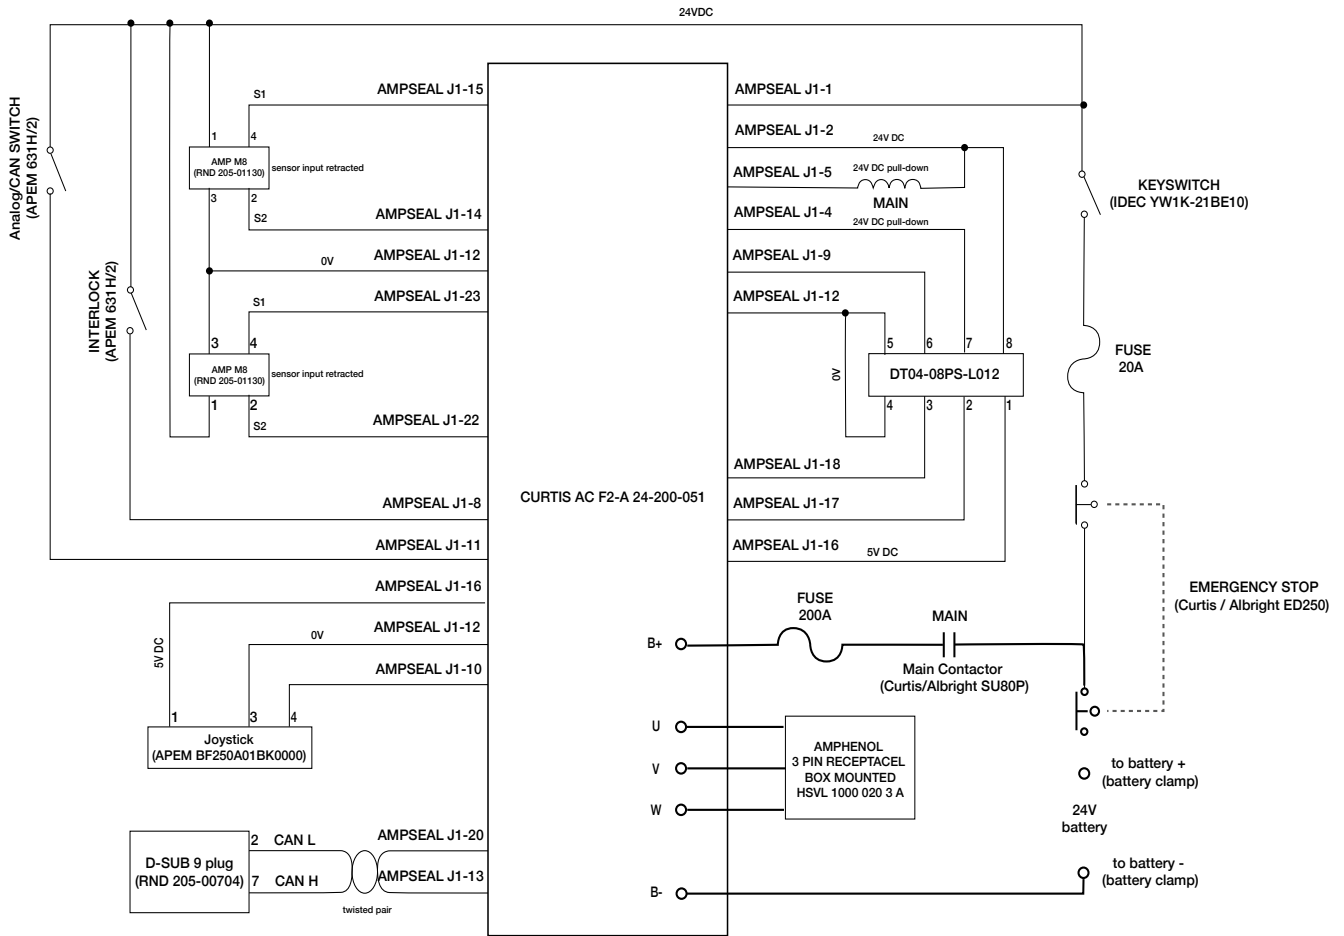 24VDC
Analog/CAN SWITCH
(APEM 631H/2)
INTERLOCK
(APEM 631H/2)
AMPSEAL J1-15
S1
1
4
AMP M8
(RND 205-01130)
sensor input retracted
3
2
S2
AMPSEAL J1-14
0V
AMPSEAL J1-12
AMPSEAL J1-23
S1
3
4
AMP M8
(RND 205-01130)
sensor input retracted
1
2
S2
AMPSEAL J1-22
AMPSEAL J1-8
AMPSEAL J1-11
AMPSEAL J1-16
5V DC
0V
AMPSEAL J1-12
AMPSEAL J1-10
1
3
4
Joystick
(APEM BF250A01BK0000)
D-SUB 9 plug
(RND 205-00704)
2 CAN L
7 CAN H
twisted pair
AMPSEAL J1-20
AMPSEAL J1-13
CURTIS AC F2-A 24-200-051
AMPSEAL J1-1
AMPSEAL J1-2
24V DC
AMPSEAL J1-5
24V DC pull-down
MAIN
AMPSEAL J1-4
24V DC pull-down
AMPSEAL J1-9
AMPSEAL J1-12
0V
5
6
7
8
DT04-08PS-L012
4
3
2
1
AMPSEAL J1-18
AMPSEAL J1-17
AMPSEAL J1-16
5V DC
KEYSWITCH
(IDEC YW1K-21BE10)
FUSE
20A
EMERGENCY STOP
(Curtis / Albright ED250)
B+
FUSE
200A
MAIN
Main Contactor
(Curtis/Albright SU80P)
U
V
W
AMPHENOL
3 PIN RECEPTACEL
BOX MOUNTED
HSVL 1000 020 3 A
to battery +
(battery clamp)
24V
battery
to battery -
(battery clamp)
B-